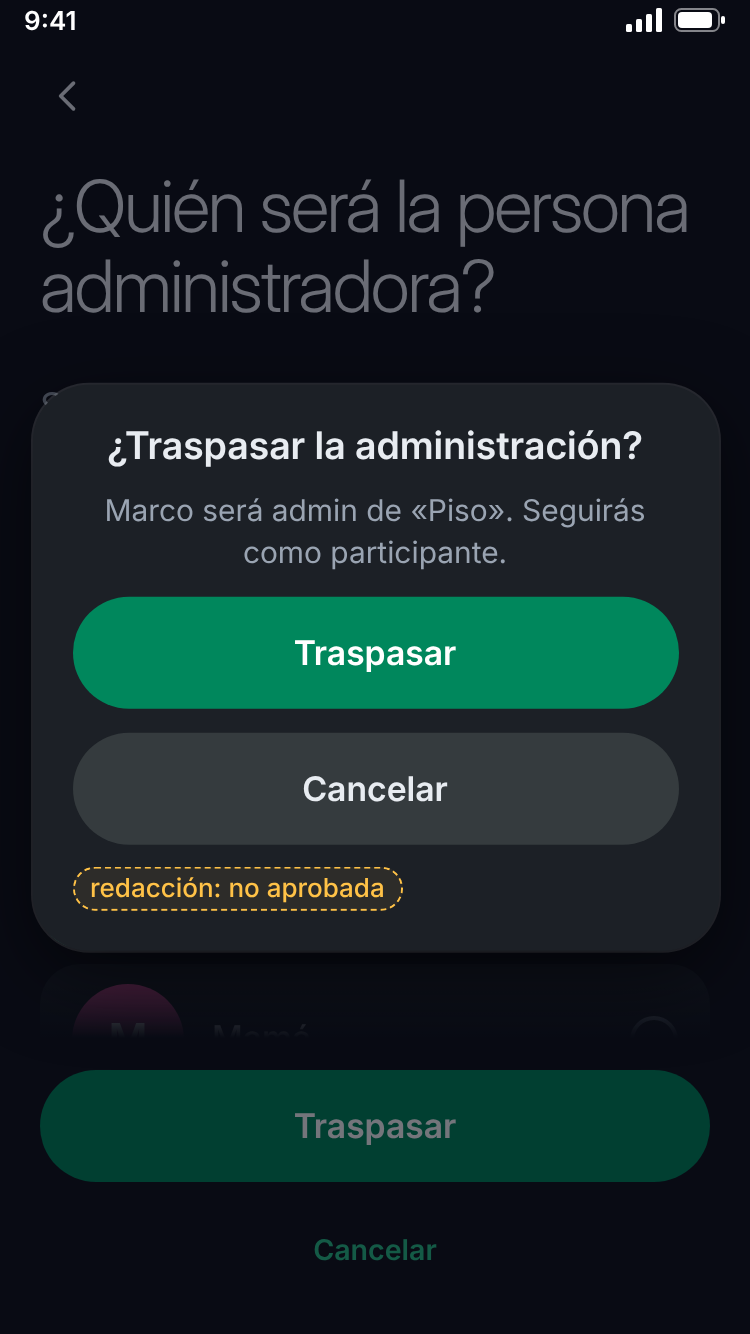 9:41
¿Quién será la persona
administradora?
¿Traspasar la administración?
Marco será admin de «Piso». Seguirás
como participante.
Traspasar
Cancelar
redacción: no aprobada
Traspasar
Cancelar